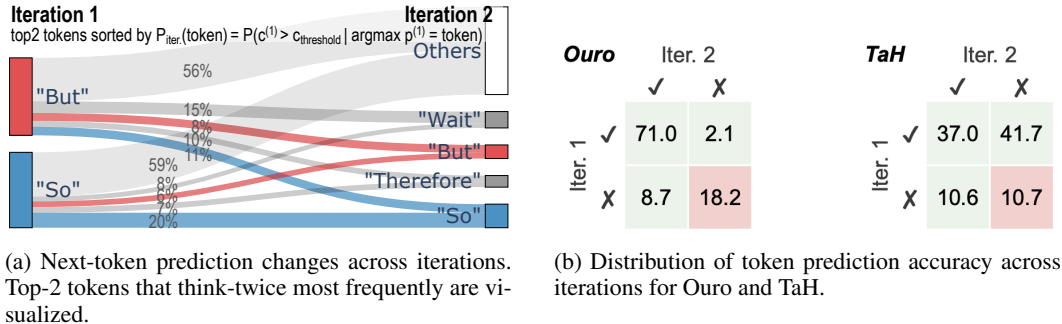 Iteration 1
Iteration 2
top2 tokens sorted by P_iter.(token) = P(c^(1) > c_threshold | argmax p^(1) = token)
Others
56%
"But"
15%
8%
10%
11%
"Wait"
"But"
59%
"So"
8%
6%
7%
20%
"Therefore"
"So"
(a) Next-token prediction changes across iterations.
Top-2 tokens that think-twice most frequently are vi-
sualized.
Ouro
Iter. 2
✓ ✗
Iter. 1
✓ 71.0 2.1
✗ 8.7 18.2
TaH
Iter. 2
✓ ✗
Iter. 1
✓ 37.0 41.7
✗ 10.6 10.7
(b) Distribution of token prediction accuracy across
iterations for Ouro and TaH.